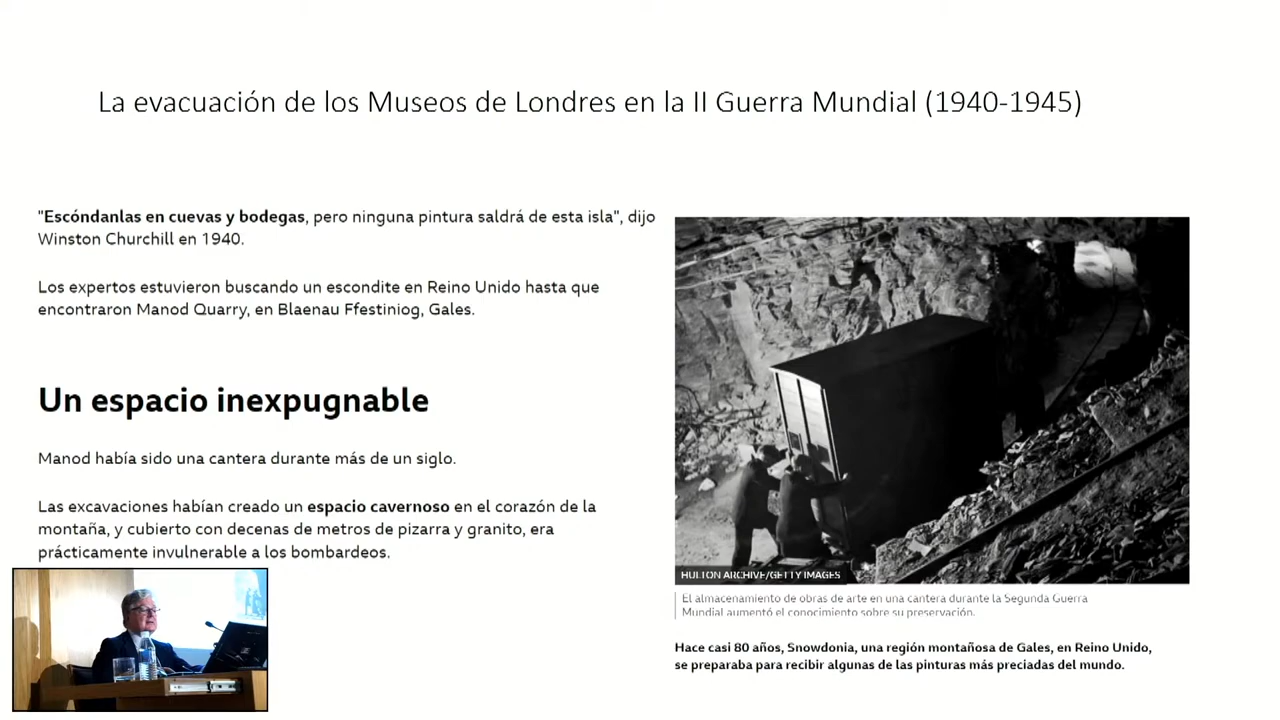 La evacuación de los Museos de Londres en la II Guerra Mundial (1940-1945)
"Escóndanlas en cuevas y bodegas, pero ninguna pintura saldrá de esta isla", dijo
Winston Churchill en 1940.
Los expertos estuvieron buscando un escondite en Reino Unido hasta que
encontraron Manod Quarry, en Blaenau Ffestiniog, Gales.
Un espacio inexpugnable
Manod había sido una cantera durante más de un siglo.
Las excavaciones habían creado un espacio cavernoso en el corazón de la
montaña, y cubierto con decenas de metros de pizarra y granito, era
prácticamente invulnerable a los bombardeos.
HULTON ARCHIVE/GETTY IMAGES
El almacenamiento de obras de arte en una cantera durante la Segunda Guerra
Mundial aumentó el conocimiento sobre su preservación.
Hace casi 80 años, Snowdonia, una región montañosa de Gales, en Reino Unido,
se preparaba para recibir algunas de las pinturas más preciadas del mundo.